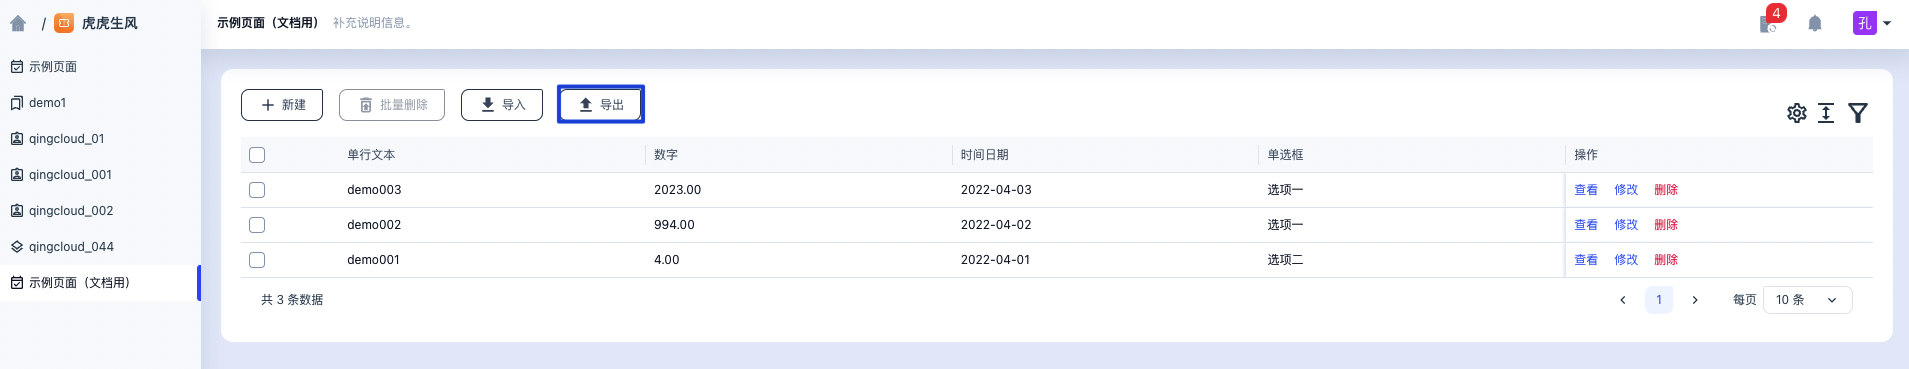 / 虎虎生风
示例页面（文档用） 补充说明信息。
4
孔
示例页面
demo1
qingcloud_01
qingcloud_001
qingcloud_002
qingcloud_044
示例页面（文档用）
新建 批量删除 导入 导出
单行文本 数字 时间日期 单选框 操作
demo003 2023.00 2022-04-03 选项一 查看 修改 删除
demo002 994.00 2022-04-02 选项一 查看 修改 删除
demo001 4.00 2022-04-01 选项二 查看 修改 删除
共 3 条数据 1 每页 10 条